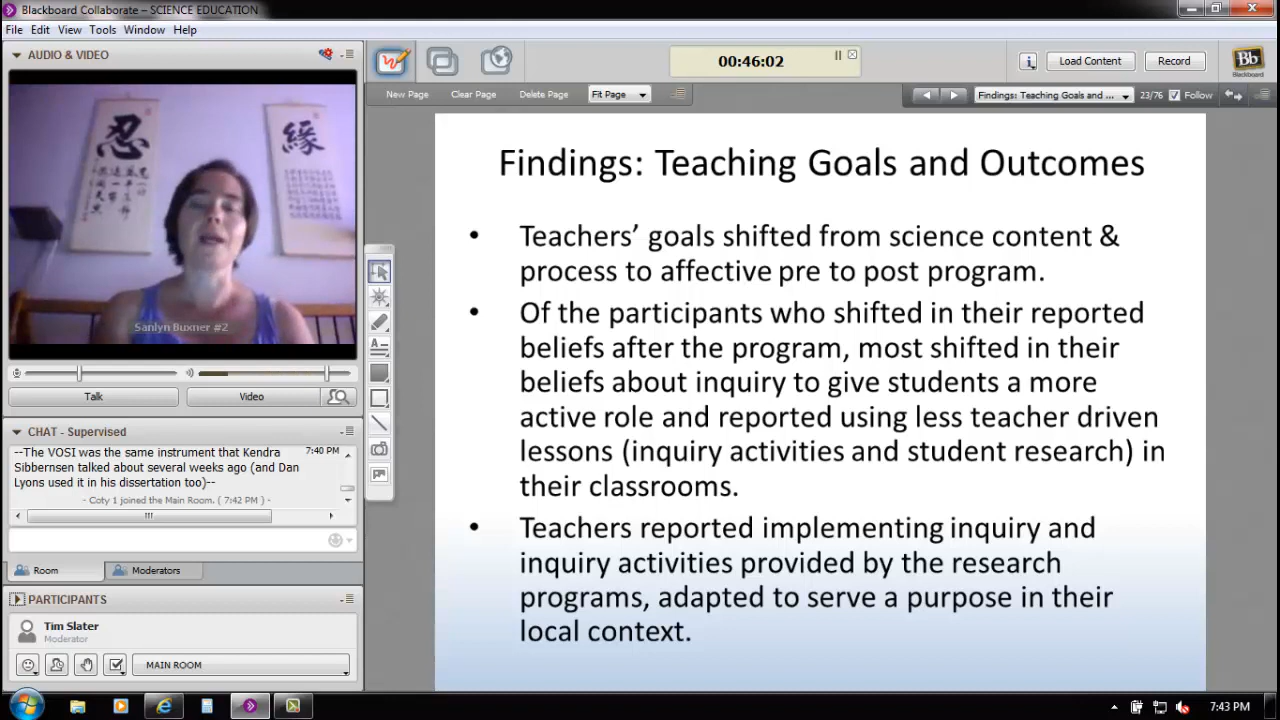 Blackboard Collaborate – SCIENCE EDUCATION
File Edit View Tools Window Help
AUDIO & VIDEO
忍
緣
Sanlyn Buxner #2
Talk
Video
CHAT - Supervised
--The VOSI was the same instrument that Kendra 7:40 PM
Sibbernsen talked about several weeks ago (and Dan
Lyons used it in his dissertation too)--
- Coty 1 joined the Main Room. ( 7:42 PM ) -
Room
Moderators
PARTICIPANTS
Tim Slater
Moderator
MAIN ROOM
00:46:02
Load Content
Record
Bb
Blackboard
New Page
Clear Page
Delete Page
Fit Page
Findings: Teaching Goals and ...
23/76
Follow
Findings: Teaching Goals and Outcomes
• Teachers’ goals shifted from science content &
process to affective pre to post program.
• Of the participants who shifted in their reported
beliefs after the program, most shifted in their
beliefs about inquiry to give students a more
active role and reported using less teacher driven
lessons (inquiry activities and student research) in
their classrooms.
• Teachers reported implementing inquiry and
inquiry activities provided by the research
programs, adapted to serve a purpose in their
local context.
7:43 PM